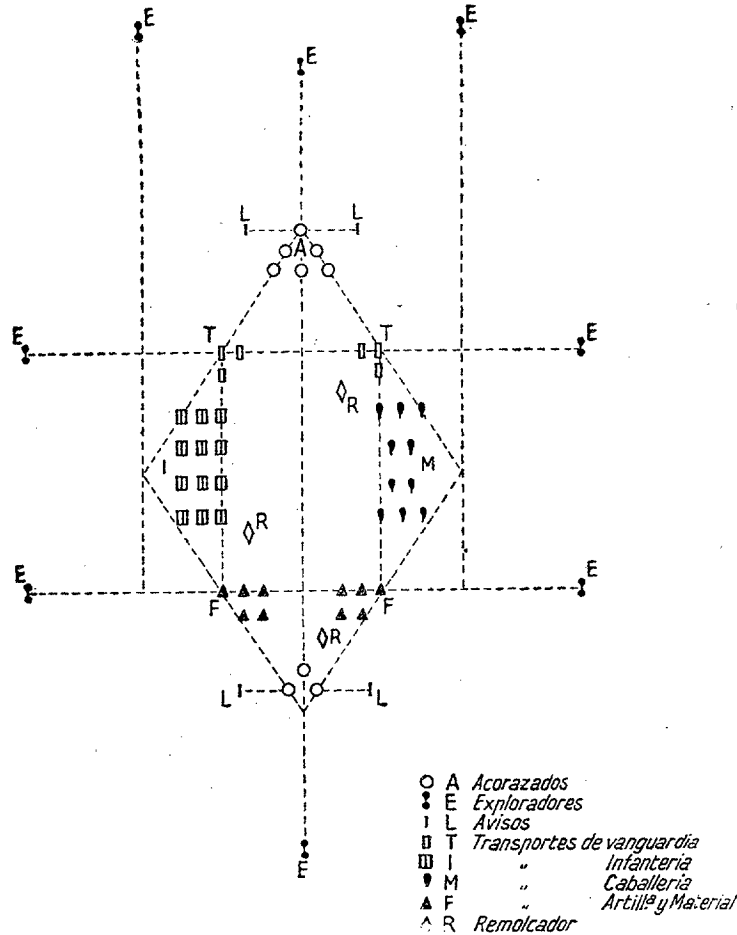 E E
E
L L
A
T T
E E
R
I M
R
E E
F F
R
L L
E
A Acorazados
E Exploradores
L Avisos
T Transportes de vanguardia
I " Infanteria
M " Caballeria
F " Artillª y Material
R Remolcador